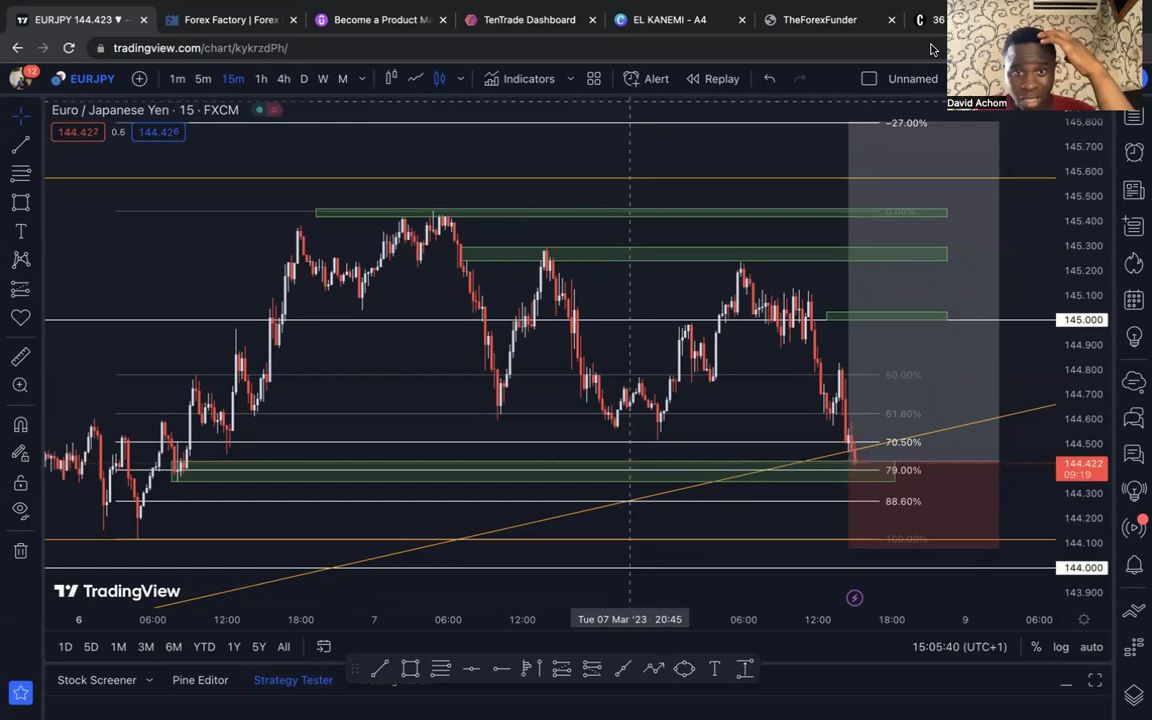 EURJPY 144.423 ▼
Forex Factory | Forex
Become a Product Ma
TenTrade Dashboard
EL KANEMI - A4
TheForexFunder
36
tradingview.com/chart/kykrzdPh/
12
EURJPY
1m 5m 15m 1h 4h D W M
Indicators
Alert
Replay
Unnamed
David Achom
Euro / Japanese Yen · 15 · FXCM
144.422 0.6 144.428
−27.00%
0.00%
50.00%
61.80%
70.50%
79.00%
88.60%
100.00%
145.800
145.700
145.600
145.500
145.400
145.300
145.200
145.100
145.000
144.900
144.800
144.700
144.600
144.500
144.422
09:19
144.300
144.200
144.100
144.000
143.900
TradingView
6 06:00 12:00 18:00 7 06:00 12:00 Tue 07 Mar '23 20:45 06:00 12:00 18:00 9 06:00
1D 5D 1M 3M 6M YTD 1Y 5Y All
15:05:40 (UTC+1) % log auto
Stock Screener
Pine Editor
Strategy Tester